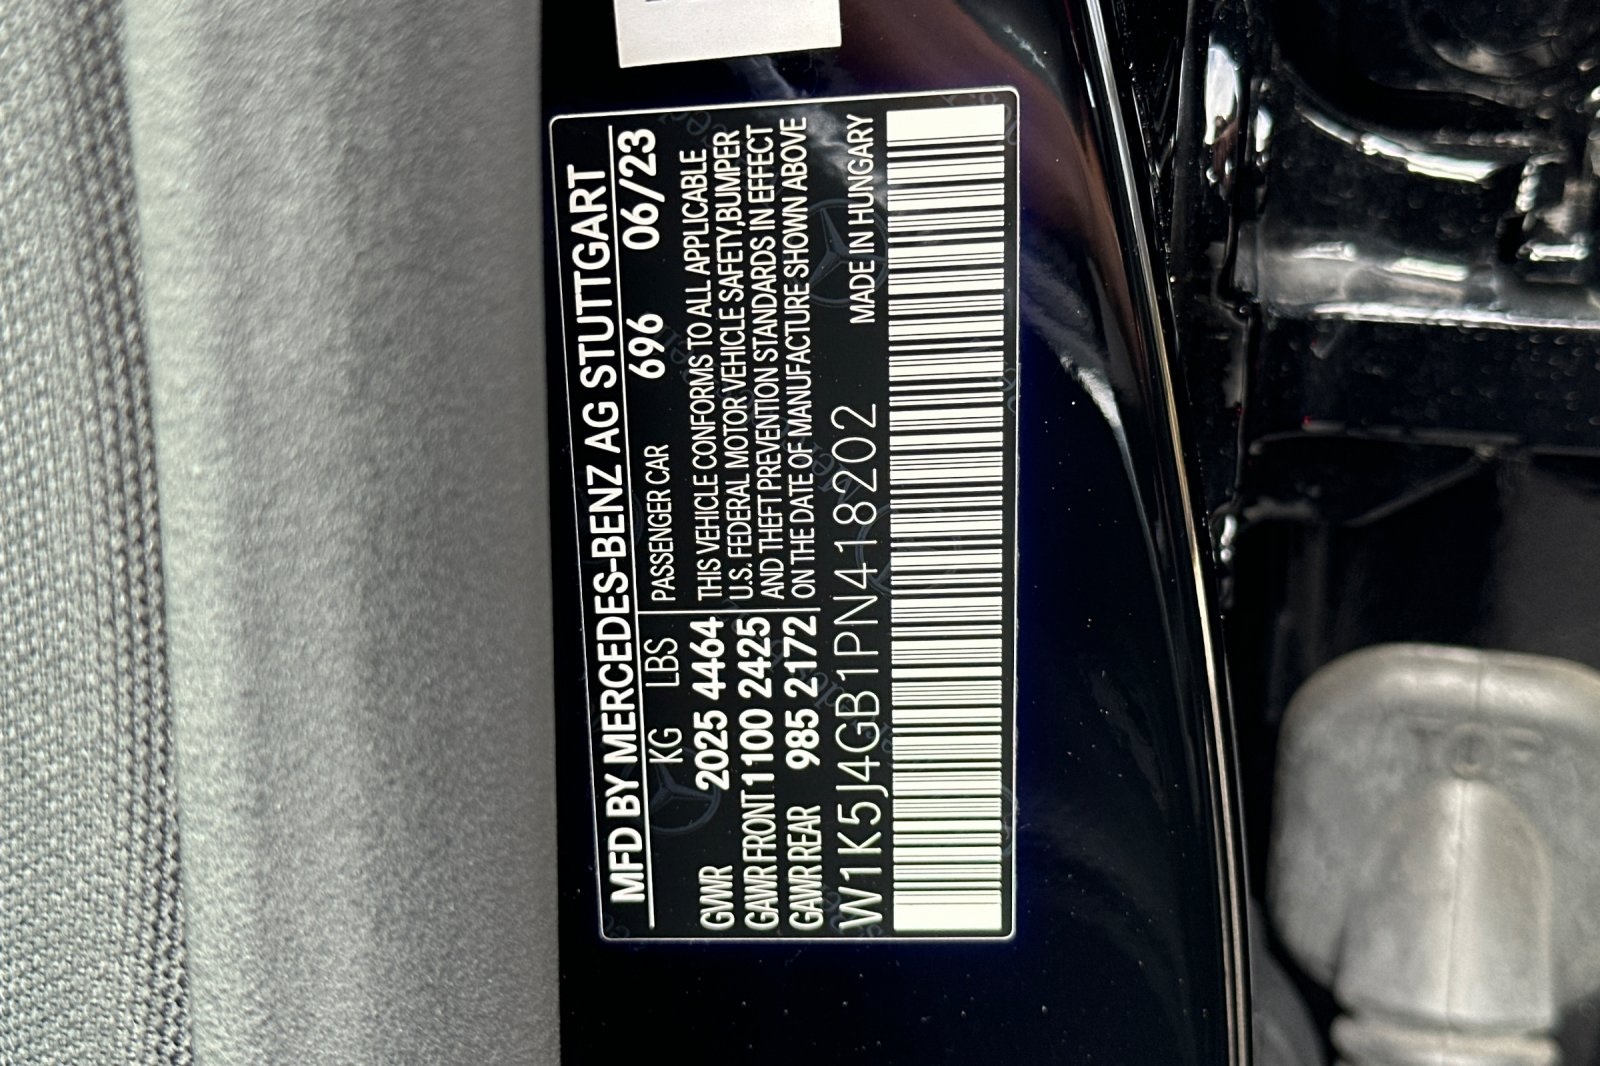 MFD BY MERCEDES-BENZ AG STUTTGART
KG LBS PASSENGER CAR 696 06/23
GVWR 2025 4464 THIS VEHICLE CONFORMS TO ALL APPLICABLE
GAWR FRONT 1100 2425 U.S. FEDERAL MOTOR VEHICLE SAFETY,BUMPER
GAWR REAR 985 2172 AND THEFT PREVENTION STANDARDS IN EFFECT
ON THE DATE OF MANUFACTURE SHOWN ABOVE
W1K5J4GB1PN418202 MADE IN HUNGARY
TOP